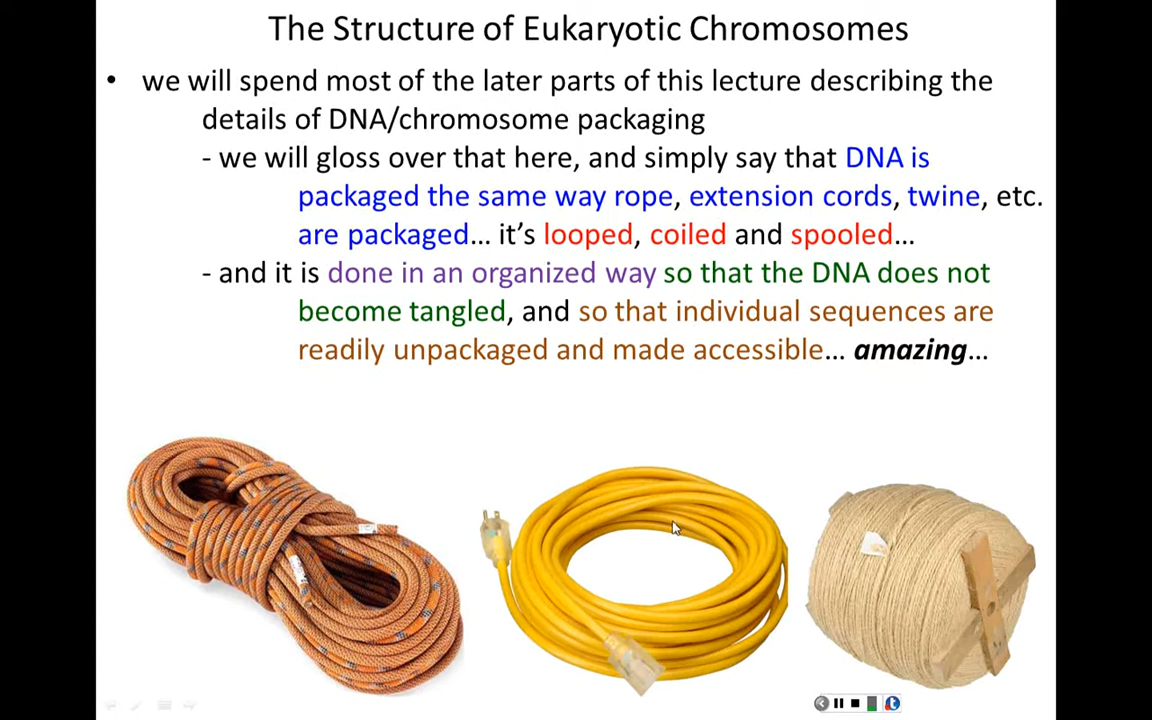 The Structure of Eukaryotic Chromosomes
• we will spend most of the later parts of this lecture describing the
details of DNA/chromosome packaging
- we will gloss over that here, and simply say that DNA is
packaged the same way rope, extension cords, twine, etc.
are packaged... it's looped, coiled and spooled...
- and it is done in an organized way so that the DNA does not
become tangled, and so that individual sequences are
readily unpackaged and made accessible... amazing...